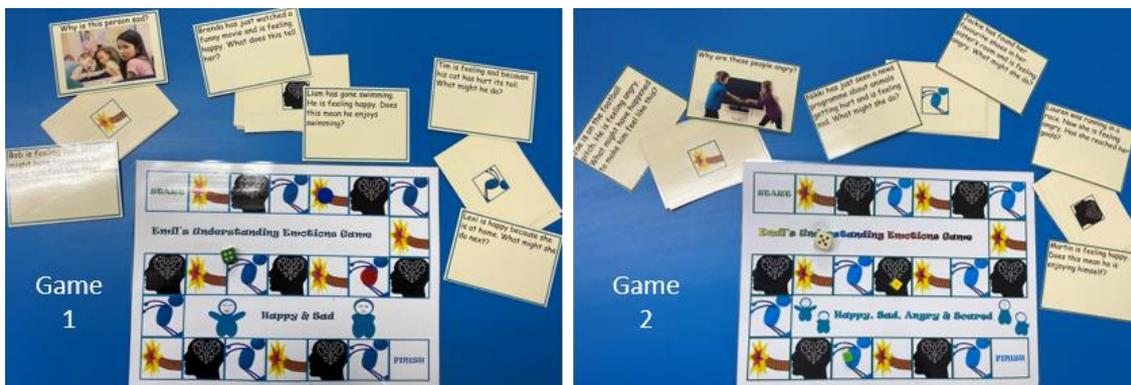 Why is this person sad?
Brenda has just watched a
funny movie and is feeling
happy. What does this tell
her?
Liam has gone swimming.
He is feeling happy. Does
this mean he enjoys
swimming?
Tim is feeling sad because
his cat has hurt its tail.
What might he do?
Bob is feeling
might
Lexi is happy because she
is at home. What might she
do next?
START
Emil's Understanding Emotions Game
Happy & Sad
FINISH
Game
1
Jackie has found her
favourite shoes in her
sister's room and is feeling
angry. What might she do?
Why are these people angry?
Nikki has just seen a news
programme about animals
getting hurt and is feeling
sad. What might she do?
is on the football
pitch. He is feeling angry.
What might have happened
to make him feel like this?
Lauren was running in a
race. Now she is feeling
angry. Has she reached her
goals?
Martin is feeling happy.
Does this mean he is
enjoying himself?
START
Emil's Understanding Emotions Game
Happy, Sad, Angry & Scared
FINISH
Game
2